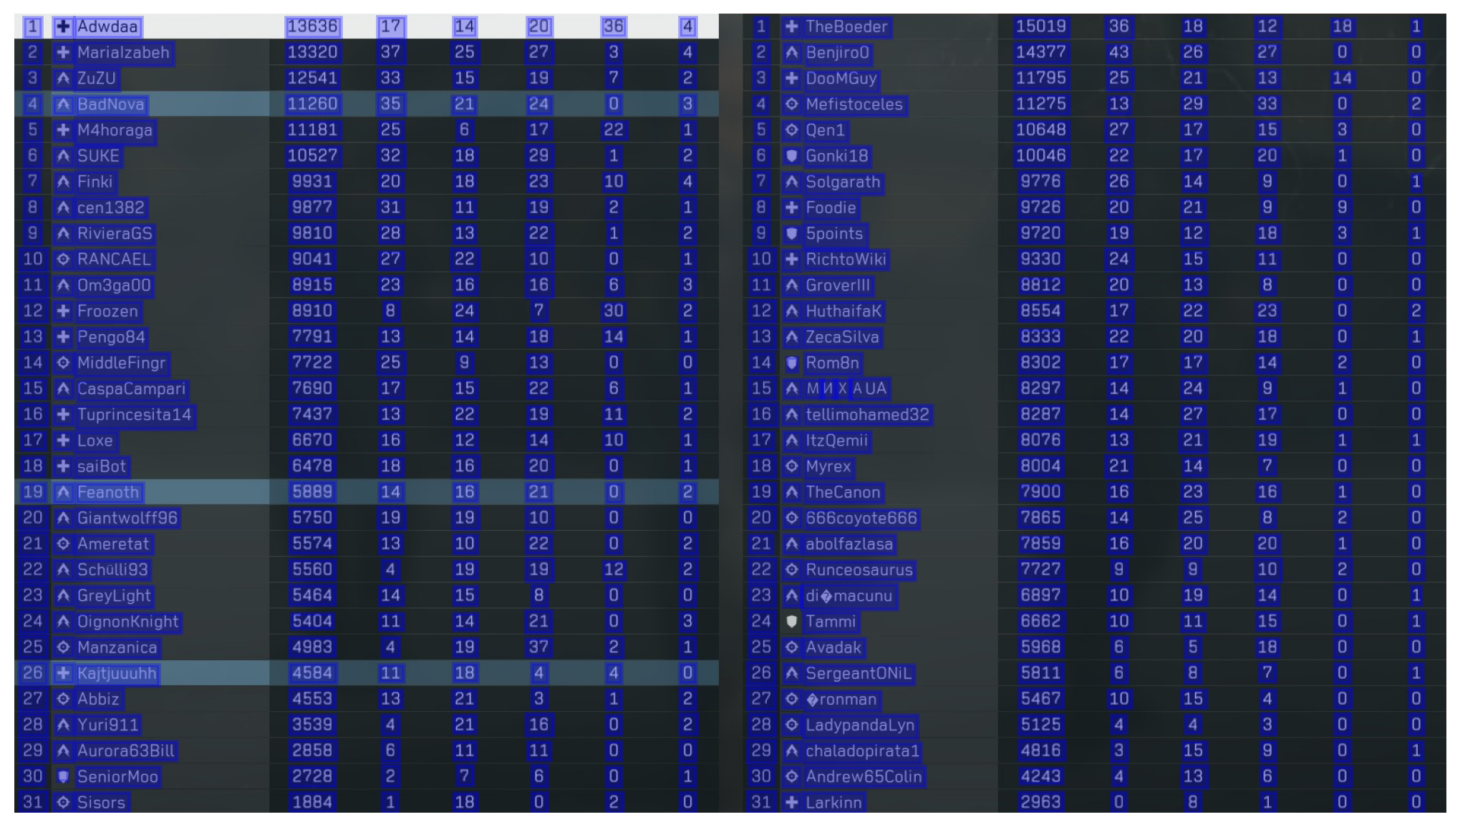 1 Adwdaa 13636 17 14 20 36 4
2 Marialzabeh 13320 37 25 27 3 4
3 ZuZU 12541 33 15 19 7 2
4 BadNova 11260 35 21 24 0 3
5 M4horaga 11181 25 6 17 22 1
6 SUKE 10527 32 18 29 1 2
7 Finki 9931 20 18 23 10 4
8 cen1382 9877 31 11 19 2 1
9 RivieraGS 9810 28 13 22 1 2
10 RANCAEL 9041 27 22 10 0 1
11 Om3ga00 8915 23 16 16 6 3
12 Froozen 8910 8 24 7 30 2
13 Pengo84 7791 13 14 18 14 1
14 MiddleFingr 7722 25 9 13 0 0
15 CaspaCampari 7690 17 15 22 6 1
16 Tuprincesita14 7437 13 22 19 11 2
17 Loxe 6670 16 12 14 10 1
18 saiBot 6478 18 16 20 0 1
19 Feanoth 5889 14 16 21 0 2
20 Giantwolff96 5750 19 19 10 0 0
21 Ameretat 5574 13 10 22 0 2
22 Schülli93 5560 4 19 19 12 2
23 GreyLight 5464 14 15 8 0 0
24 OignonKnight 5404 11 14 21 0 3
25 Manzanica 4983 4 19 37 2 1
26 Kajtjuuuhh 4584 11 18 4 4 0
27 Abbiz 4553 13 21 3 1 2
28 Yuri911 3539 4 21 16 0 2
29 Aurora63Bill 2858 6 11 11 0 0
30 SeniorMoo 2728 2 7 6 0 1
31 Sisors 1884 1 18 0 2 0
1 TheBoeder 15019 36 18 12 18 1
2 Benjiro0 14377 43 26 27 0 0
3 DooMGuy 11795 25 21 13 14 0
4 Mefistoceles 11275 13 29 33 0 2
5 Qen1 10648 27 17 15 3 0
6 Gonki18 10046 22 17 20 1 0
7 Solgarath 9776 26 14 9 0 1
8 Foodie 9726 20 21 9 9 0
9 5points 9720 19 12 18 3 1
10 RichtoWiki 9330 24 15 11 0 0
11 GroverIII 8812 20 13 8 0 0
12 HuthaifaK 8554 17 22 23 0 2
13 ZecaSilva 8333 22 20 18 0 1
14 Rom8n 8302 17 17 14 2 0
15 МИХАUA 8297 14 24 9 1 0
16 tellimohamed32 8287 14 27 17 0 0
17 ItzQemii 8076 13 21 19 1 1
18 Myrex 8004 21 14 7 0 0
19 TheCanon 7900 16 23 16 1 0
20 666coyote666 7865 14 25 8 2 0
21 abolfazlasa 7859 16 20 20 1 0
22 Runceosaurus 7727 9 9 10 2 0
23 di�macunu 6897 10 19 14 0 1
24 Tammi 6662 10 11 15 0 1
25 Avadak 5968 6 5 18 0 0
26 SergeantONiL 5811 6 8 7 0 1
27 �ronman 5467 10 15 4 0 0
28 LadypandaLyn 5125 4 4 3 0 0
29 chaladopirata1 4816 3 15 9 0 1
30 Andrew65Colin 4243 4 13 6 0 0
31 Larkinn 2963 0 8 1 0 0